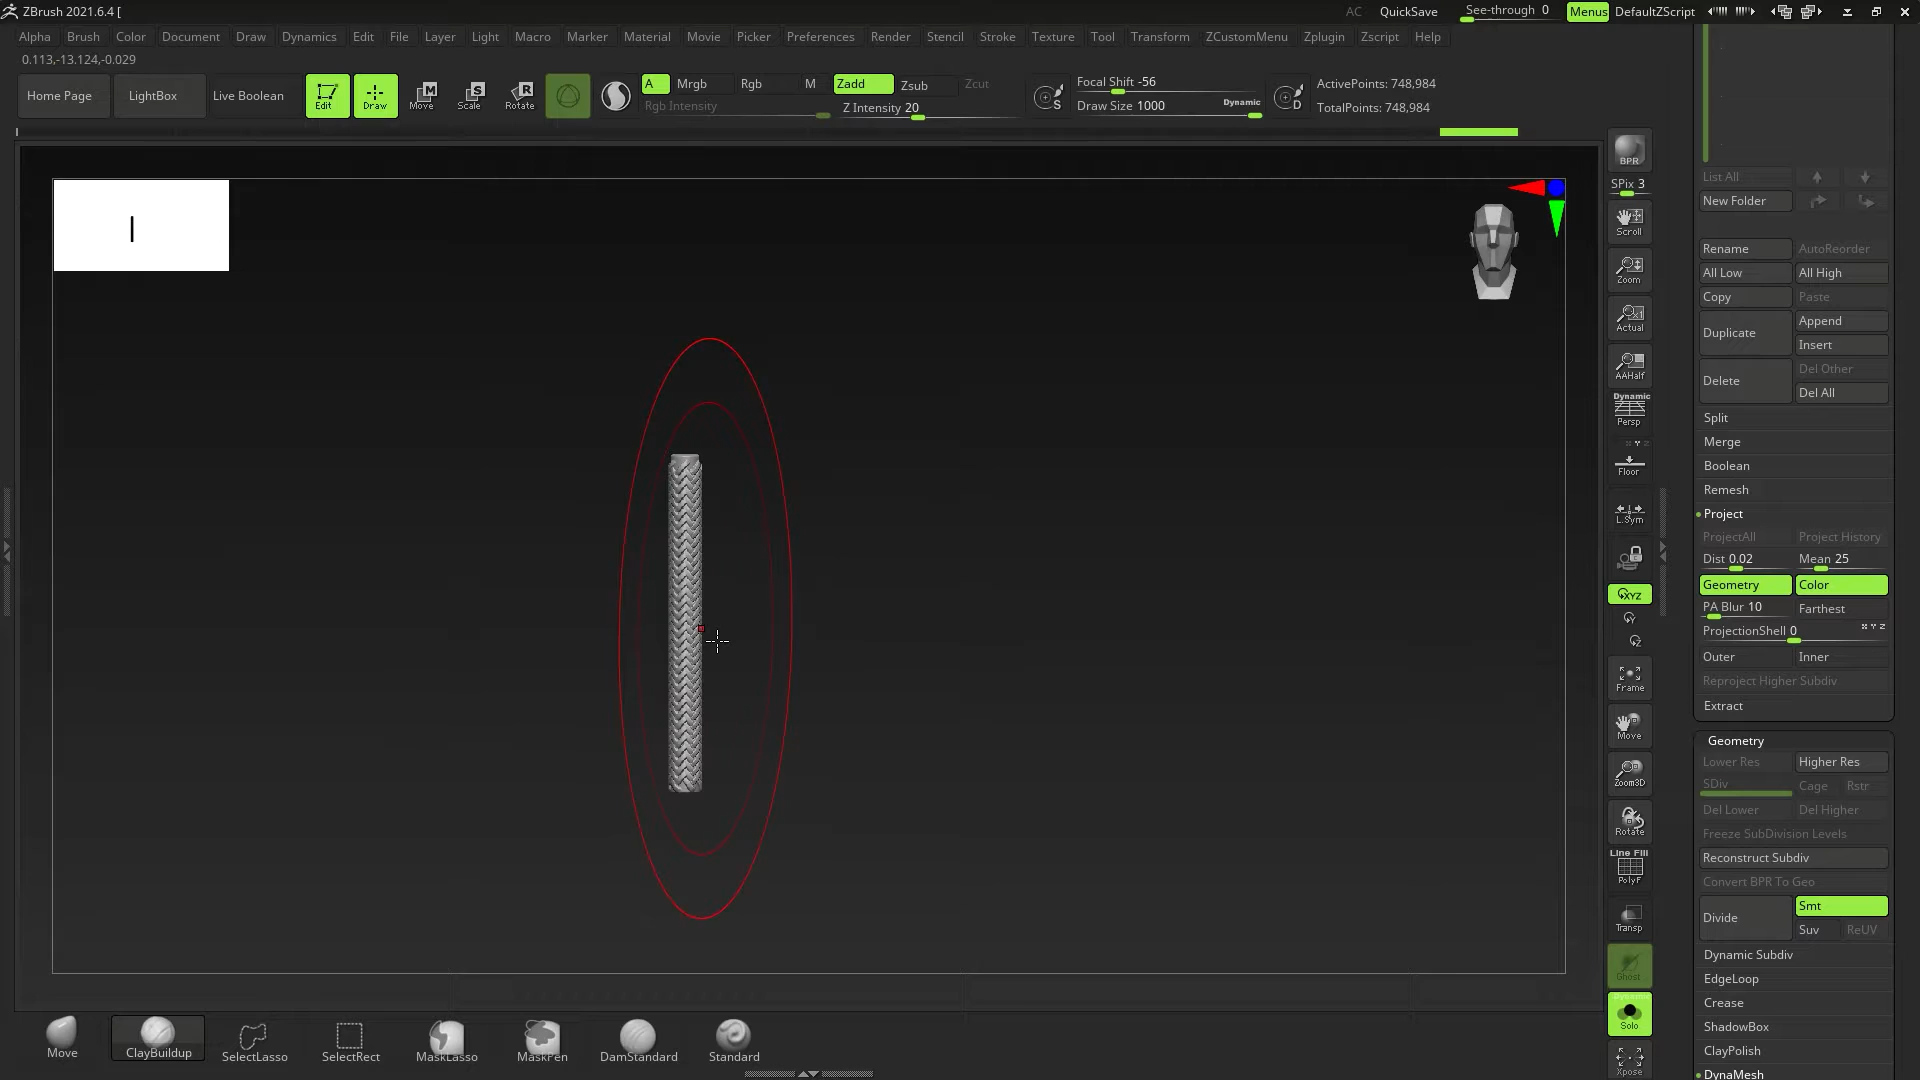 ZBrush 2021.6.4 [
AC QuickSave See-through 0 Menus DefaultZScript
Alpha Brush Color Document Draw Dynamics Edit File Layer Light Macro Marker Material Movie Picker Preferences Render Stencil Stroke Texture Tool Transform ZCustomMenu Zplugin Zscript Help
0.113,-13.124,-0.029
Home Page LightBox Live Boolean Edit Draw Move Scale Rotate
A Mrgb Rgb M Zadd Zsub Zcut
Rgb Intensity Z Intensity 20
Focal Shift -56
Draw Size 1000 Dynamic
ActivePoints: 748,984
TotalPoints: 748,984
BPR
SPix 3
Scroll
Zoom
Actual
AAHalf
Dynamic
Persp
Floor
L.Sym
XYZ
Frame
Move
Zoom3D
Rotate
Line Fill
PolyF
Transp
Ghost
Dynamic
Solo
Xpose
List All
New Folder
Rename AutoReorder
All Low All High
Copy Paste
Duplicate Append
Insert
Delete Del Other
Del All
Split
Merge
Boolean
Remesh
Project
ProjectAll Project History
Dist 0.02 Mean 25
Geometry Color
PA Blur 10 Farthest
ProjectionShell 0
Outer Inner
Reproject Higher Subdiv
Extract
Geometry
Lower Res Higher Res
SDiv Cage Rstr
Del Lower Del Higher
Freeze SubDivision Levels
Reconstruct Subdiv
Convert BPR To Geo
Divide Smt
Suv ReUV
Dynamic Subdiv
EdgeLoop
Crease
ShadowBox
ClayPolish
DynaMesh
Move ClayBuildup SelectLasso SelectRect MaskLasso MaskPen DamStandard Standard